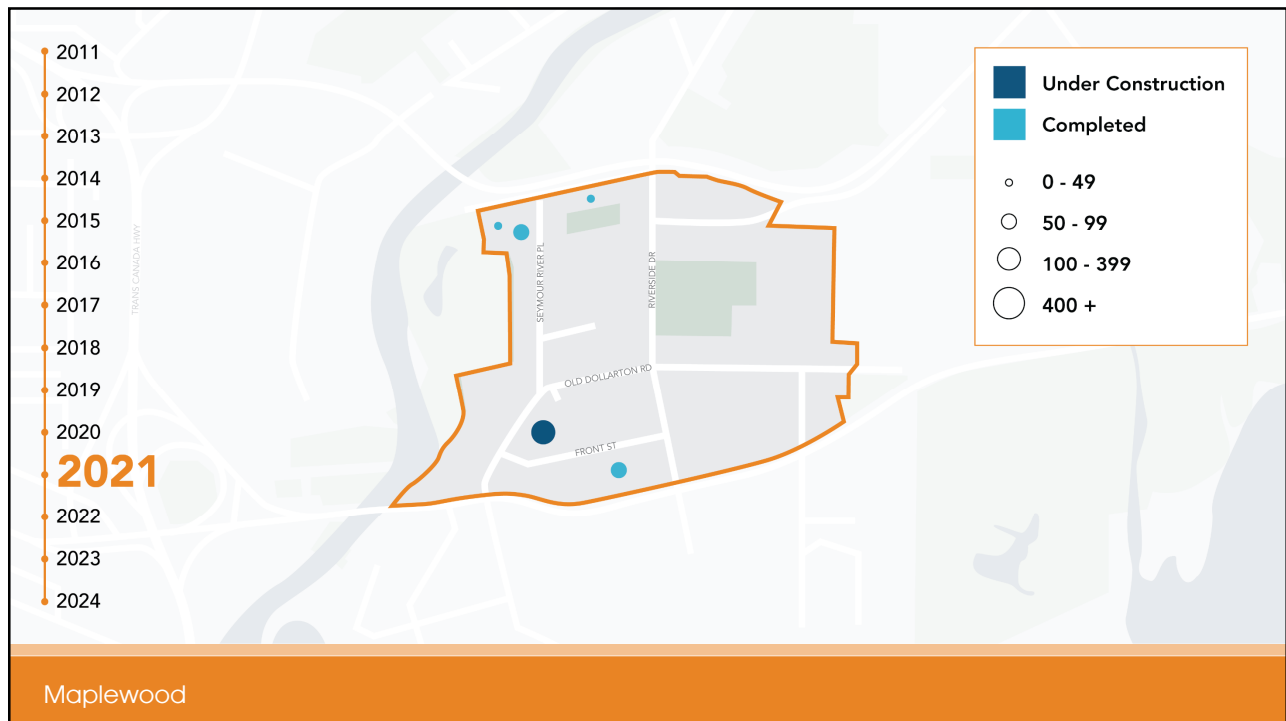 2011
2012
2013
2014
2015
2016
2017
2018
2019
2020
2021
2022
2023
2024
TRANS CANADA HWY
SEYMOUR RIVER PL
RIVERSIDE DR
OLD DOLLARTON RD
FRONT ST
Under Construction
Completed
0 - 49
50 - 99
100 - 399
400 +
Maplewood